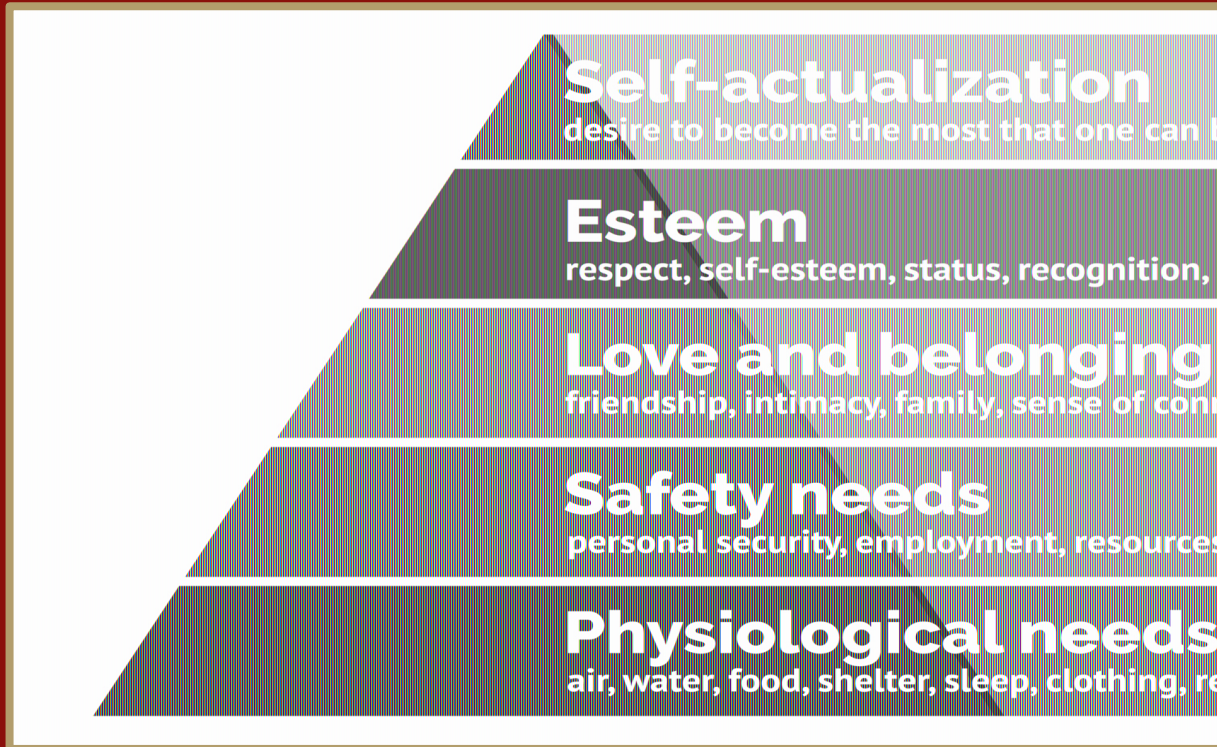 Self-actualization
desire to become the most that one can
Esteem
respect, self-esteem, status, recognition,
Love and belonging
friendship, intimacy, family, sense of
Safety needs
personal security, employment, resources
Physiological needs
air, water, food, shelter, sleep, clothing,